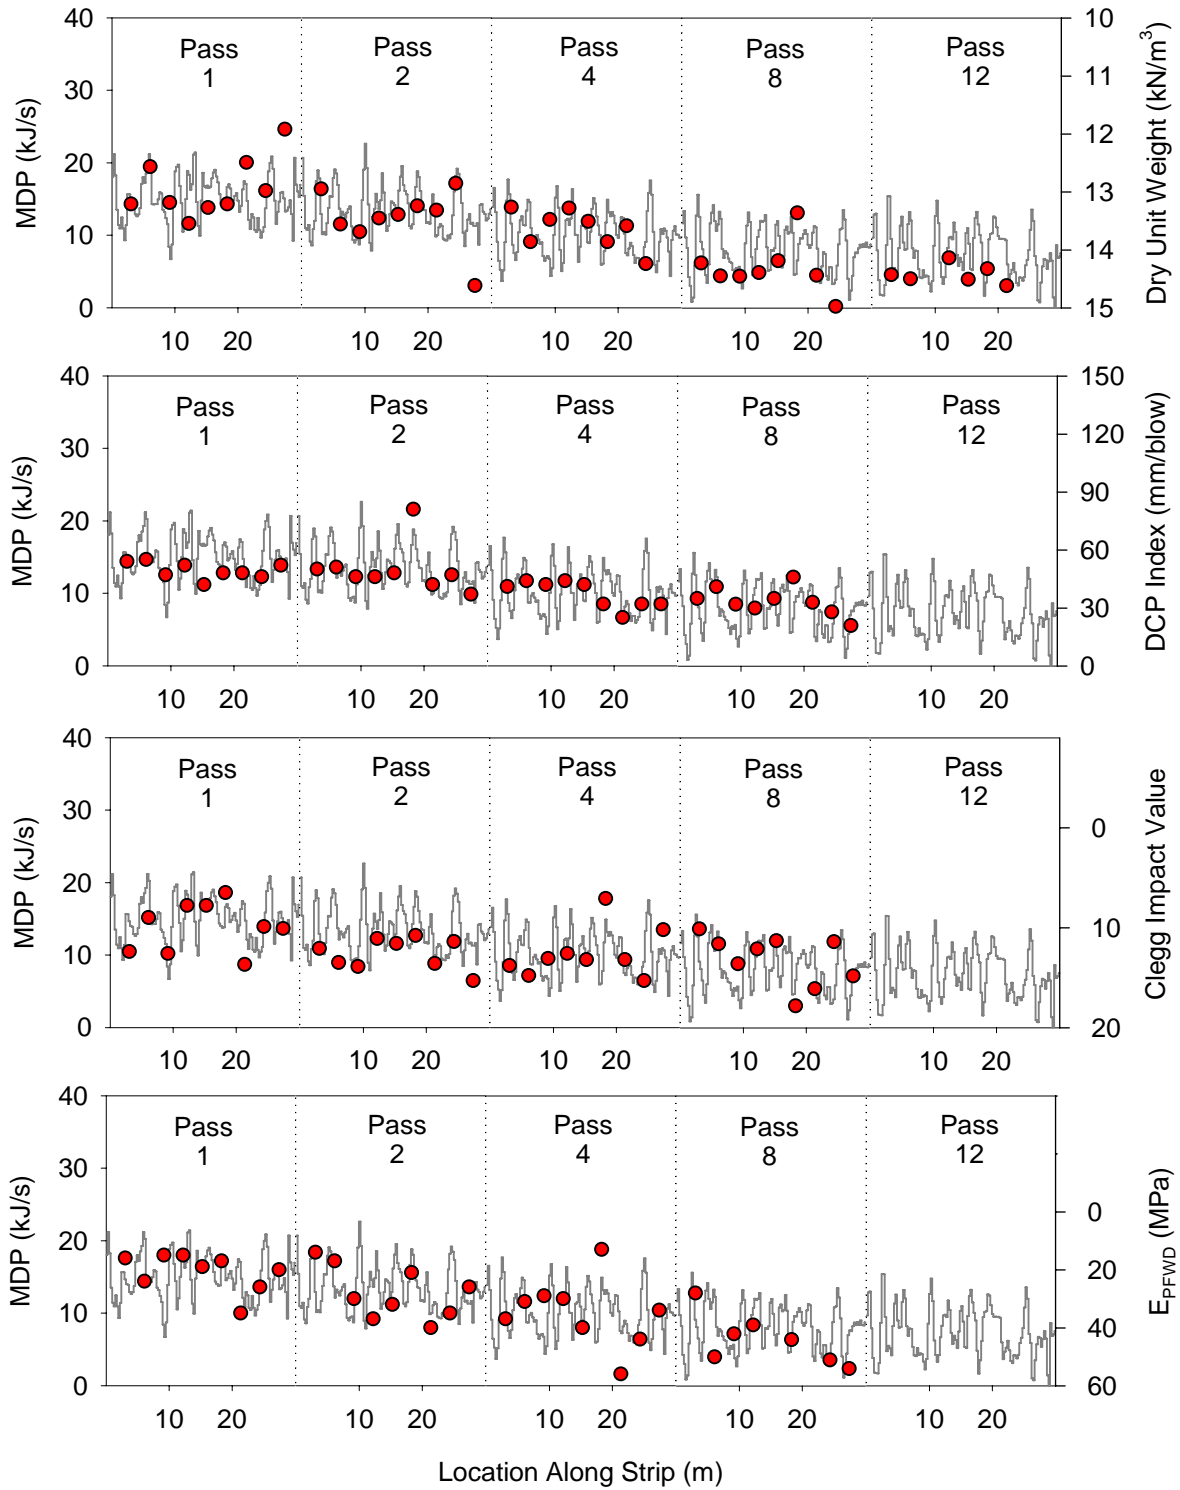 40
30
20
10
0
MDP (kJ/s)
Pass
1
Pass
2
Pass
4
Pass
8
Pass
12
10
11
12
13
14
15
Dry Unit Weight (kN/m³)
10 20 10 20 10 20 10 20 10 20
40
30
20
10
0
MDP (kJ/s)
Pass
1
Pass
2
Pass
4
Pass
8
Pass
12
150
120
90
60
30
0
DCP Index (mm/blow)
10 20 10 20 10 20 10 20 10 20
40
30
20
10
0
MDP (kJ/s)
Pass
1
Pass
2
Pass
4
Pass
8
Pass
12
0
10
20
Clegg Impact Value
10 20 10 20 10 20 10 20 10 20
40
30
20
10
0
MDP (kJ/s)
Pass
1
Pass
2
Pass
4
Pass
8
Pass
12
0
20
40
60
E_PFWD (MPa)
10 20 10 20 10 20 10 20 10 20
Location Along Strip (m)